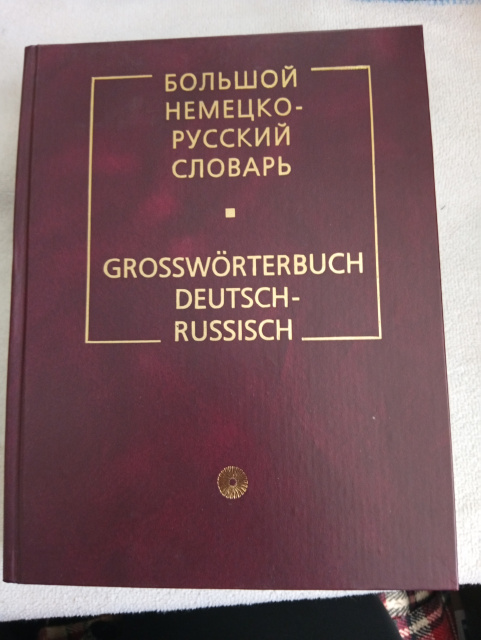 БОЛЬШОЙ
НЕМЕЦКО-
РУССКИЙ
СЛОВАРЬ
GROSSWÖRTERBUCH
DEUTSCH-
RUSSISCH